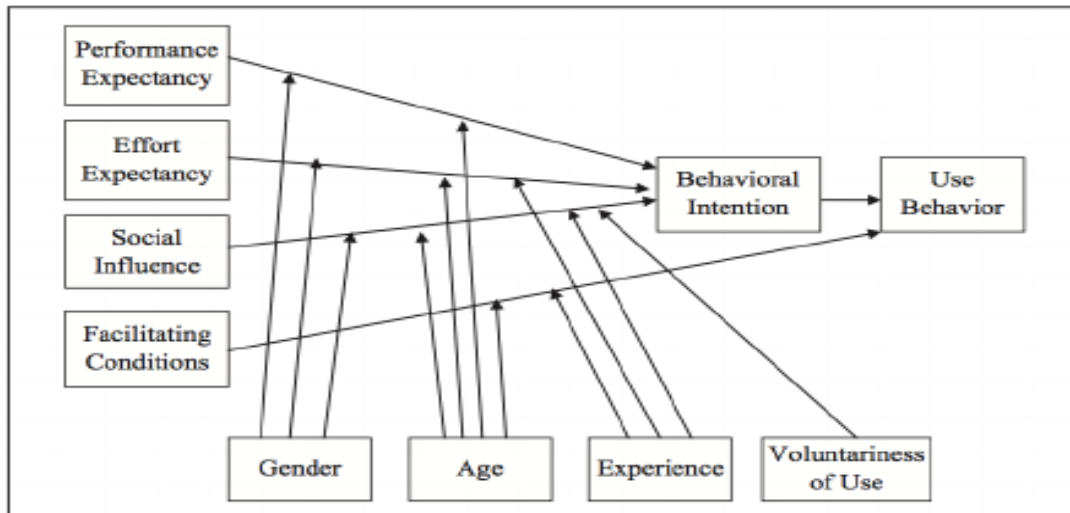 Performance
Expectancy
Effort
Expectancy
Social
Influence
Facilitating
Conditions
Behavioral
Intention
Use
Behavior
Gender
Age
Experience
Voluntariness
of Use